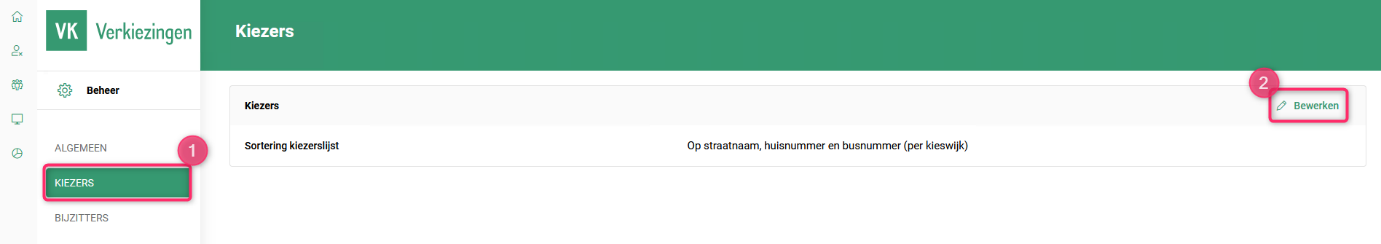 VK Verkiezingen
Kiezers
Beheer
ALGEMEEN
1
KIEZERS
BIJZITTERS
Kiezers
2
Bewerken
Sortering kiezerslijst
Op straatnaam, huisnummer en busnummer (per kieswijk)